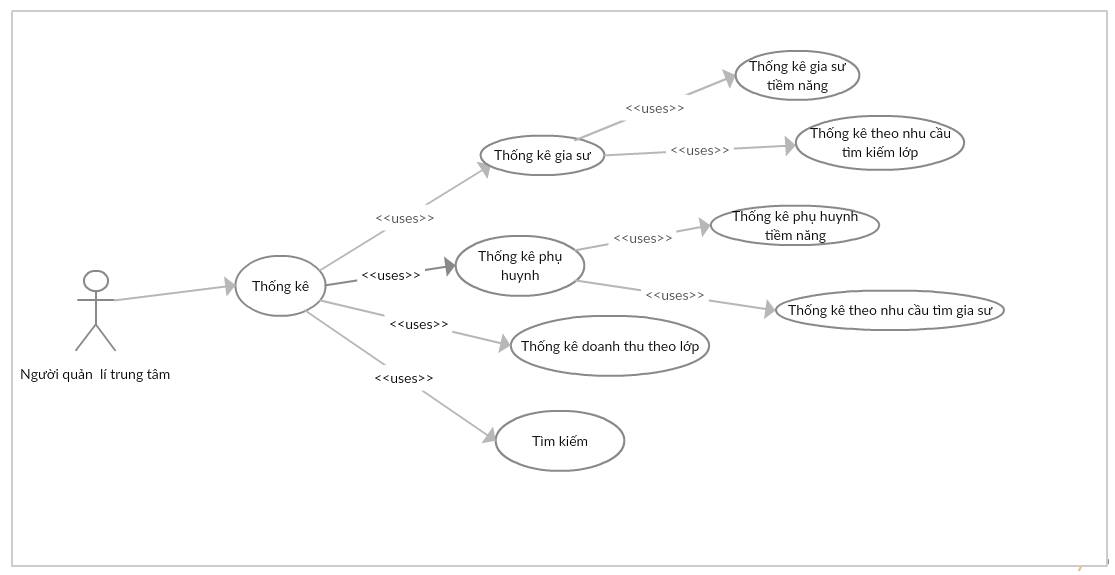 Thống kê gia sư
tiềm năng
<<uses>>
Thống kê theo nhu cầu
tìm kiếm lớp
<<uses>>
Thống kê gia sư
<<uses>>
Thống kê phụ huynh
tiềm năng
<<uses>>
Thống kê phụ
huynh
<<uses>>
Thống kê
<<uses>>
Thống kê theo nhu cầu tìm gia sư
<<uses>>
Thống kê doanh thu theo lớp
Người quản lí trung tâm
<<uses>>
Tìm kiếm